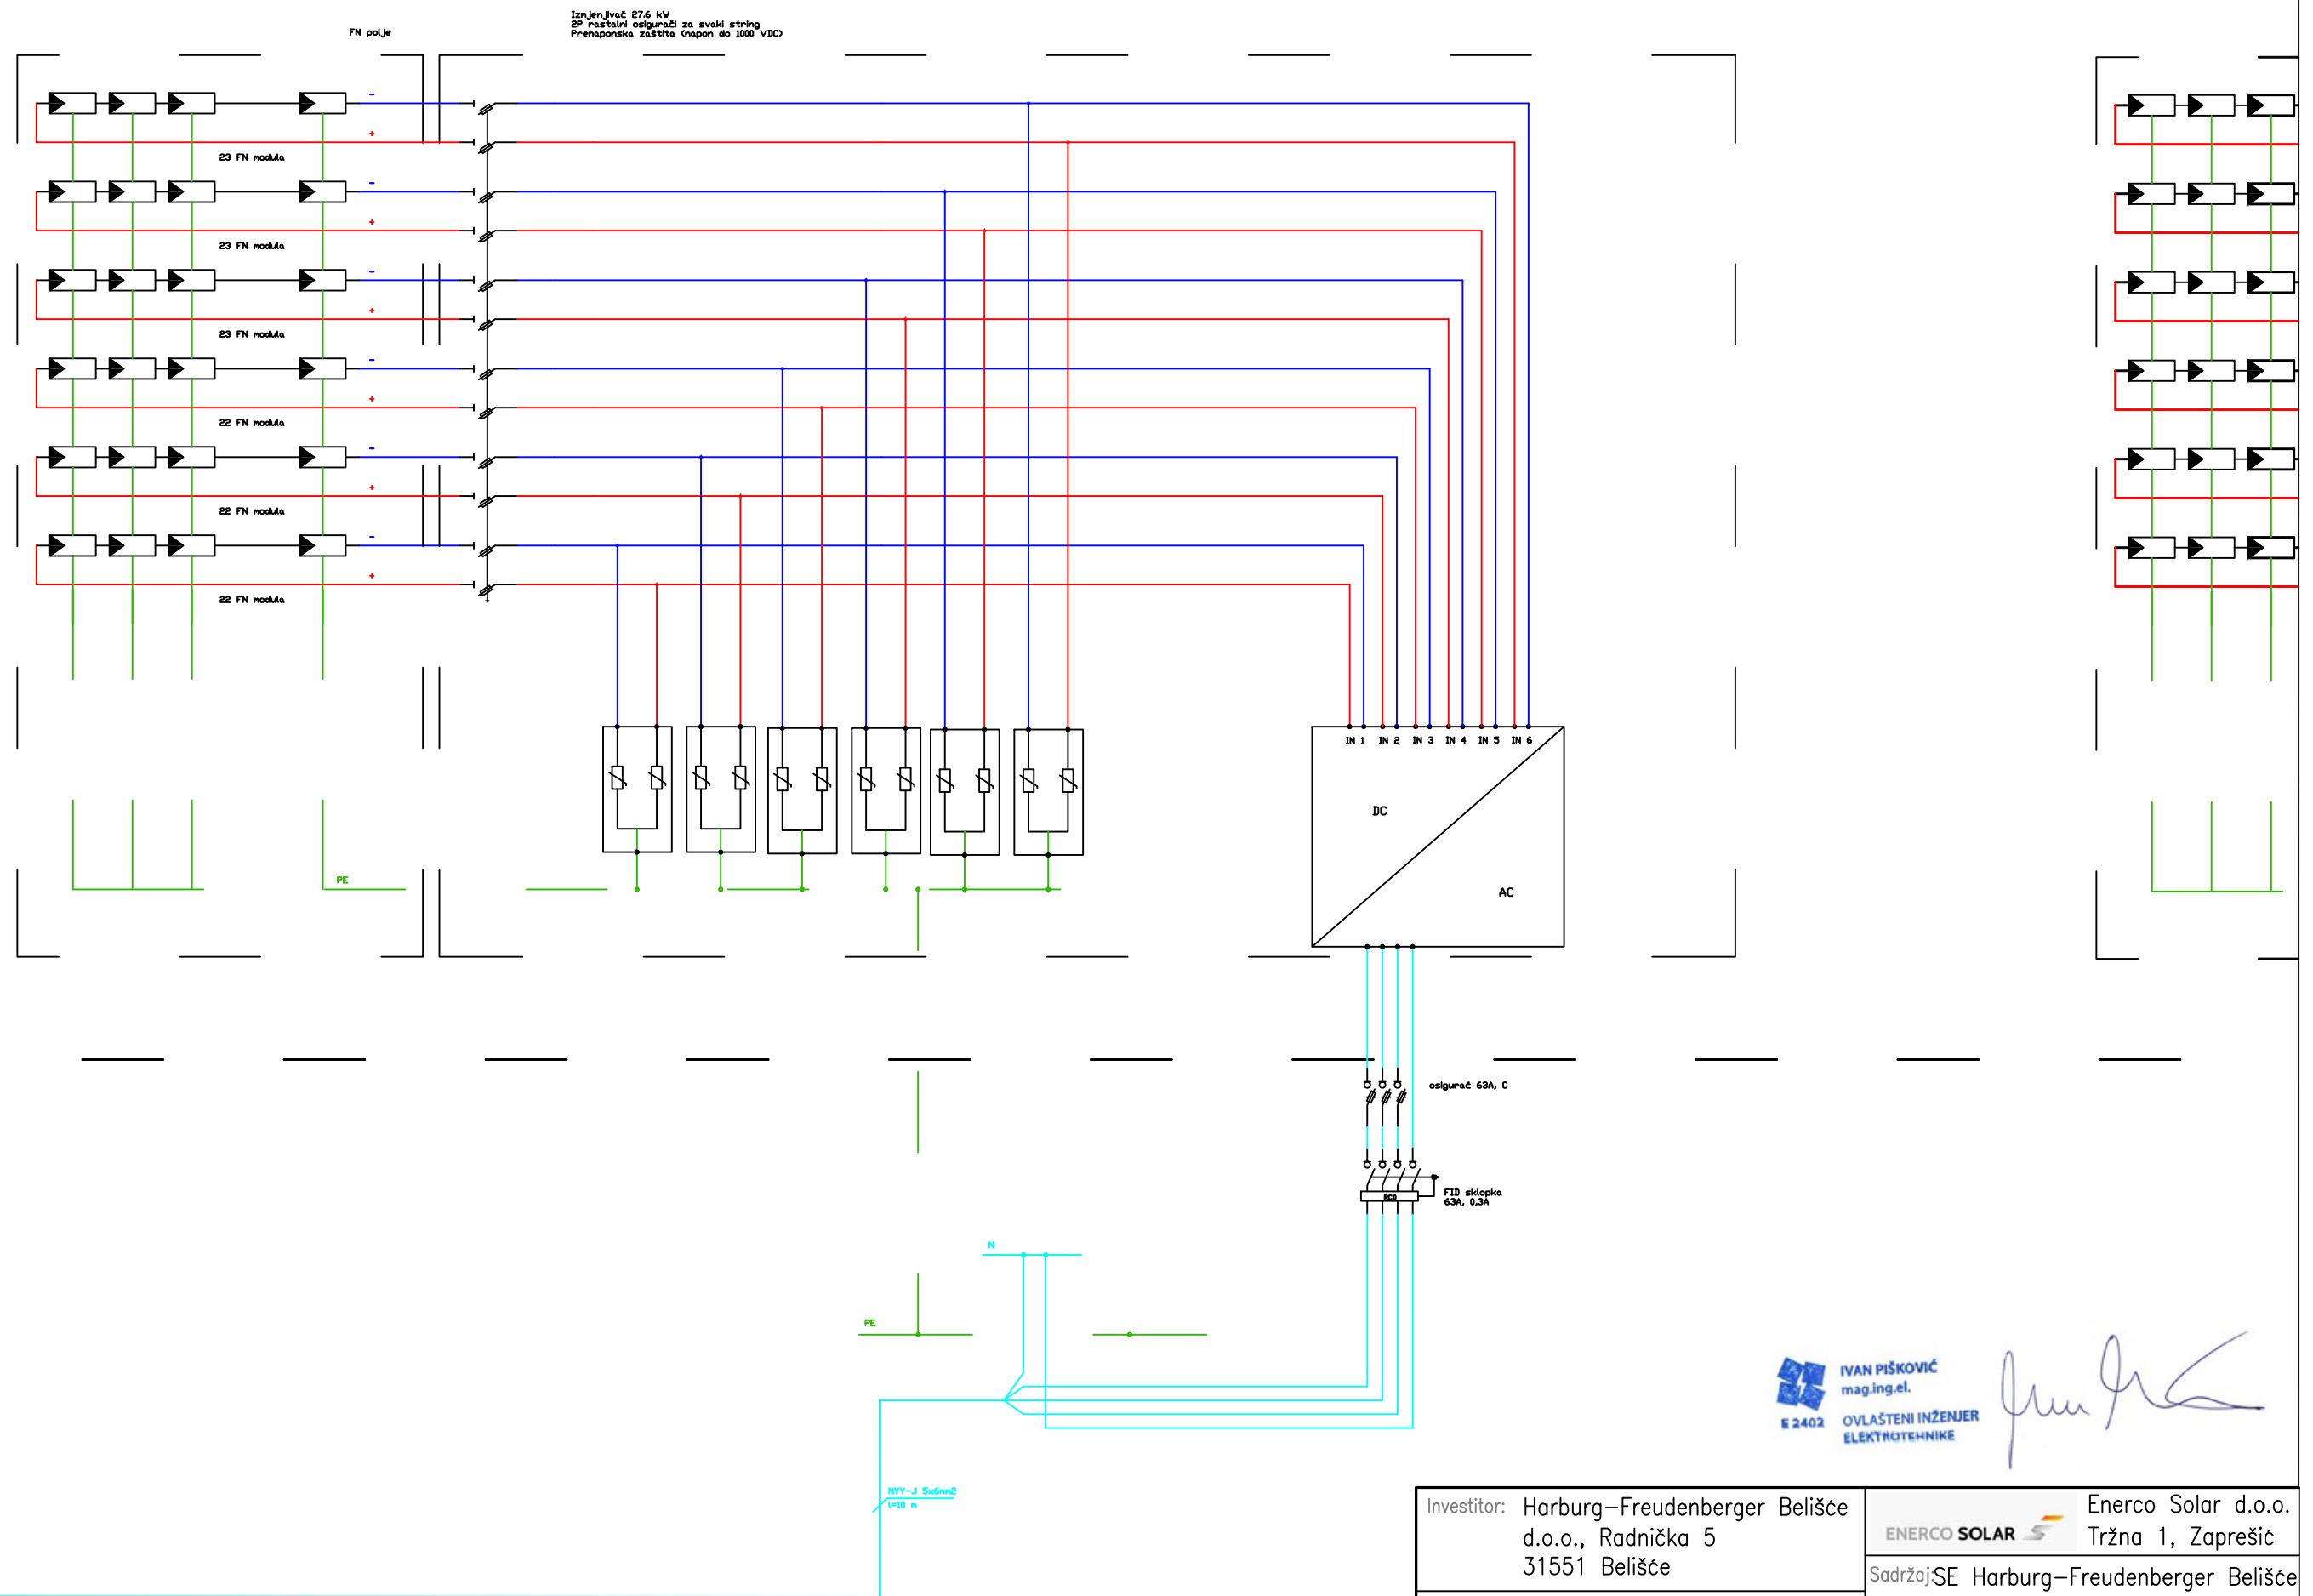 Izmjenjivač 27.6 kW
2P rastalni osigurači za svaki string
Prenaponska zaštita (napon do 1000 VDC)
FN polje
-
+
23 FN modula
-
+
23 FN modula
-
+
23 FN modula
-
+
22 FN modula
-
+
22 FN modula
-
+
22 FN modula
IN 1 IN 2 IN 3 IN 4 IN 5 IN 6
DC
AC
PE
osigurač 63A, C
RCD
FID sklopka
63A, 0,3A
N
PE
NYY-J 5x6mm2
l=10 m
IVAN PIŠKOVIĆ
mag.ing.el.
E 2402
OVLAŠTENI INŽENJER
ELEKTROTEHNIKE
Investitor: Harburg-Freudenberger Belišće
d.o.o., Radnička 5
31551 Belišće
ENERCO SOLAR
Enerco Solar d.o.o.
Tržna 1, Zaprešić
Sadržaj: SE Harburg-Freudenberger Belišće